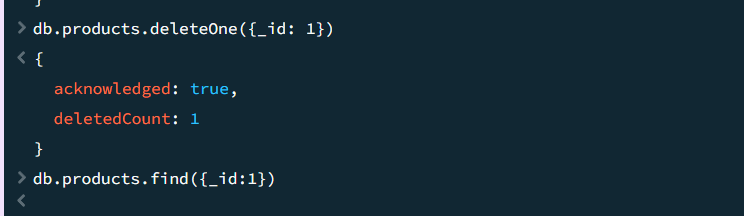 }
> db.products.deleteOne({_id: 1})
< {
acknowledged: true,
deletedCount: 1
}
> db.products.find({_id:1})
<